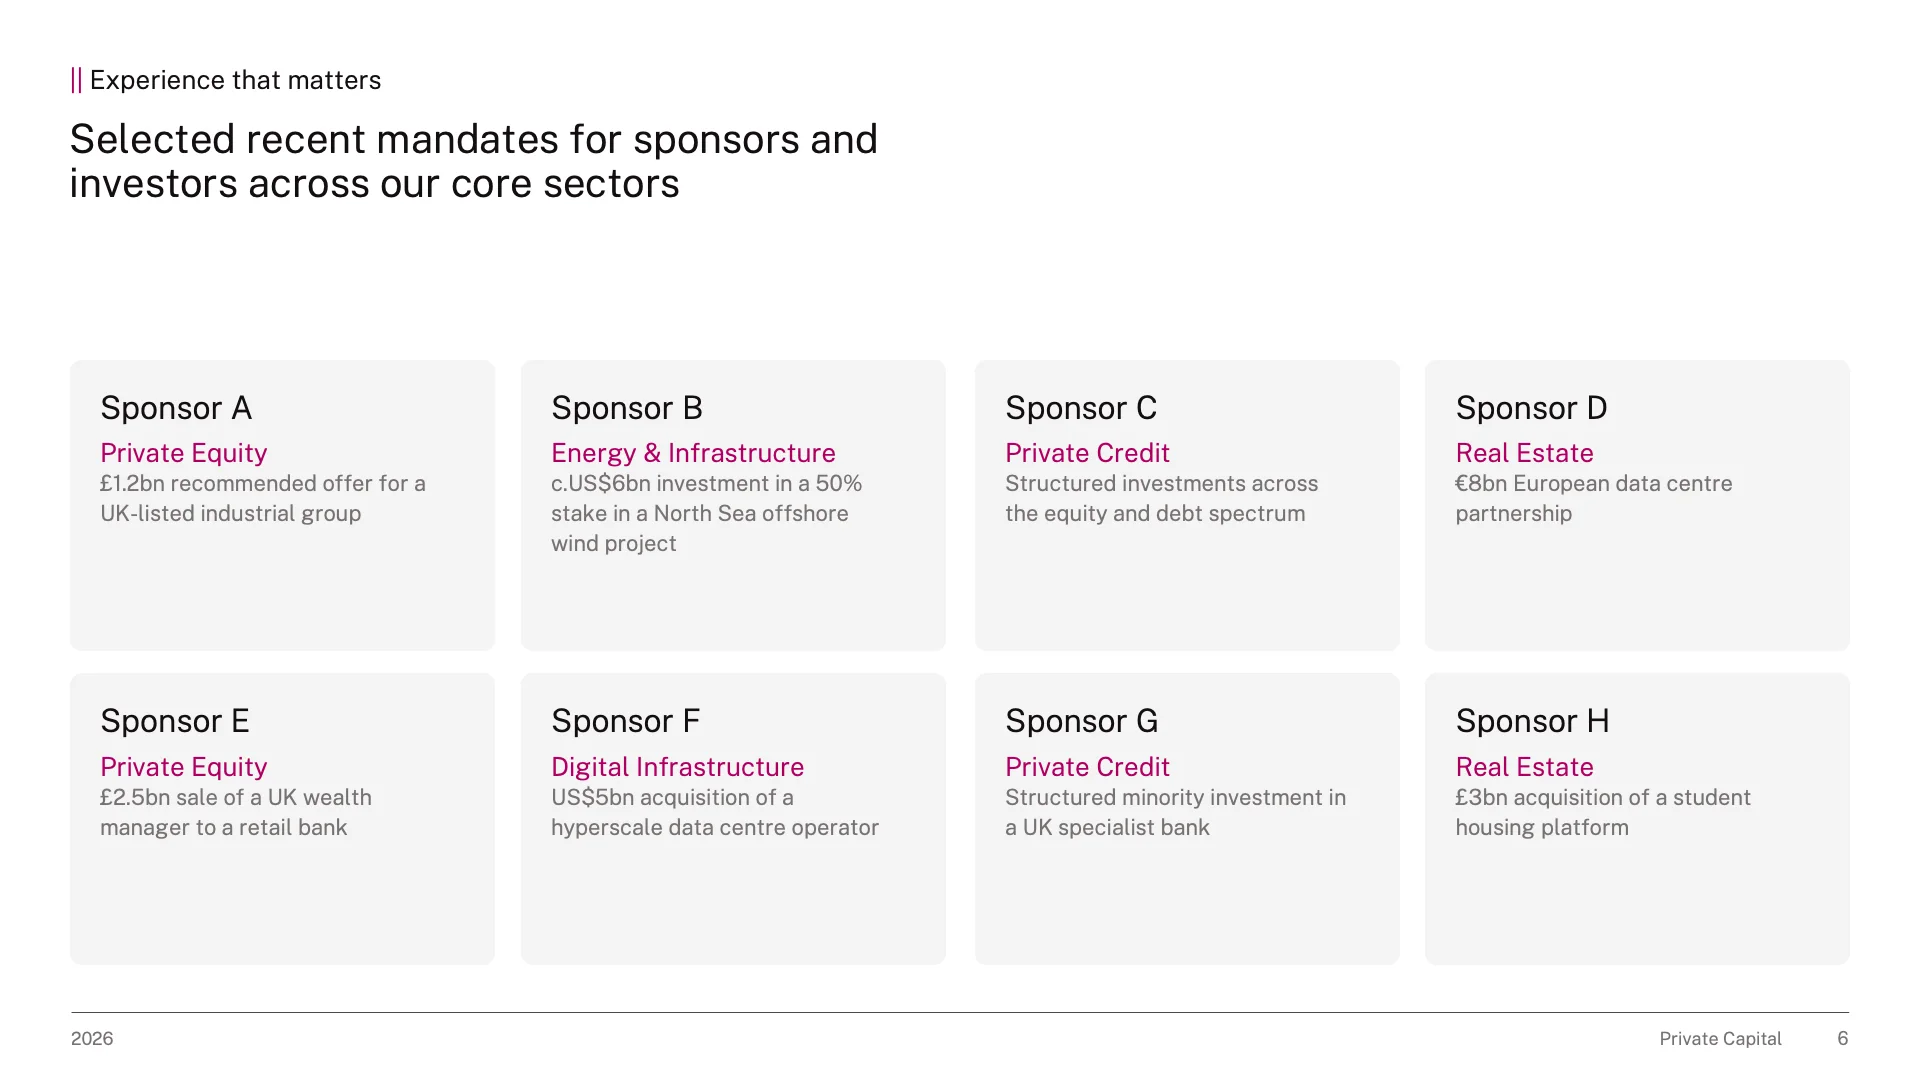 Experience that matters
Selected recent mandates for sponsors and
investors across our core sectors
Sponsor A
Private Equity
£1.2bn recommended offer for a
UK-listed industrial group
Sponsor B
Energy & Infrastructure
c.US$6bn investment in a 50%
stake in a North Sea offshore
wind project
Sponsor C
Private Credit
Structured investments across
the equity and debt spectrum
Sponsor D
Real Estate
€8bn European data centre
partnership
Sponsor E
Private Equity
£2.5bn sale of a UK wealth
manager to a retail bank
Sponsor F
Digital Infrastructure
US$5bn acquisition of a
hyperscale data centre operator
Sponsor G
Private Credit
Structured minority investment in
a UK specialist bank
Sponsor H
Real Estate
£3bn acquisition of a student
housing platform
2026
Private Capital
6